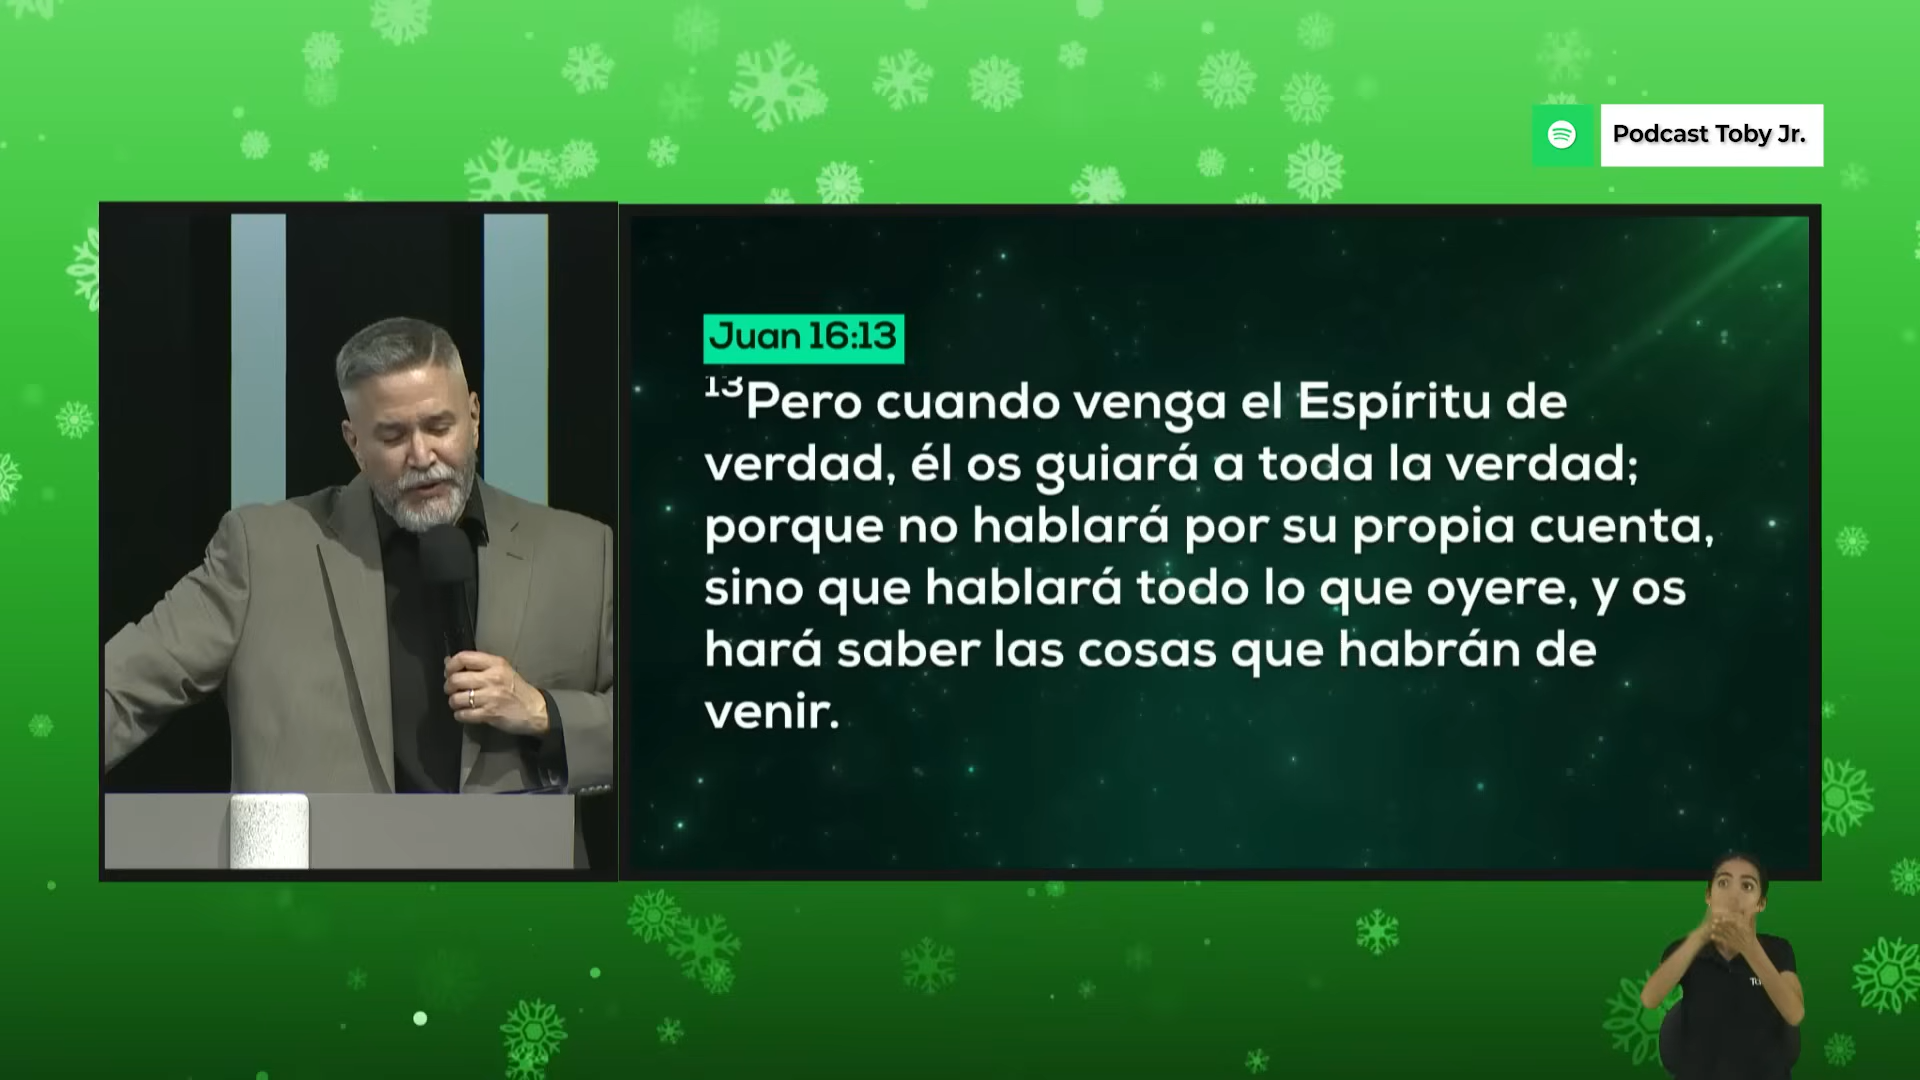 Podcast Toby Jr.
Juan 16:13
13Pero cuando venga el Espíritu de
verdad, él os guiará a toda la verdad;
porque no hablará por su propia cuenta,
sino que hablará todo lo que oyere, y os
hará saber las cosas que habrán de
venir.